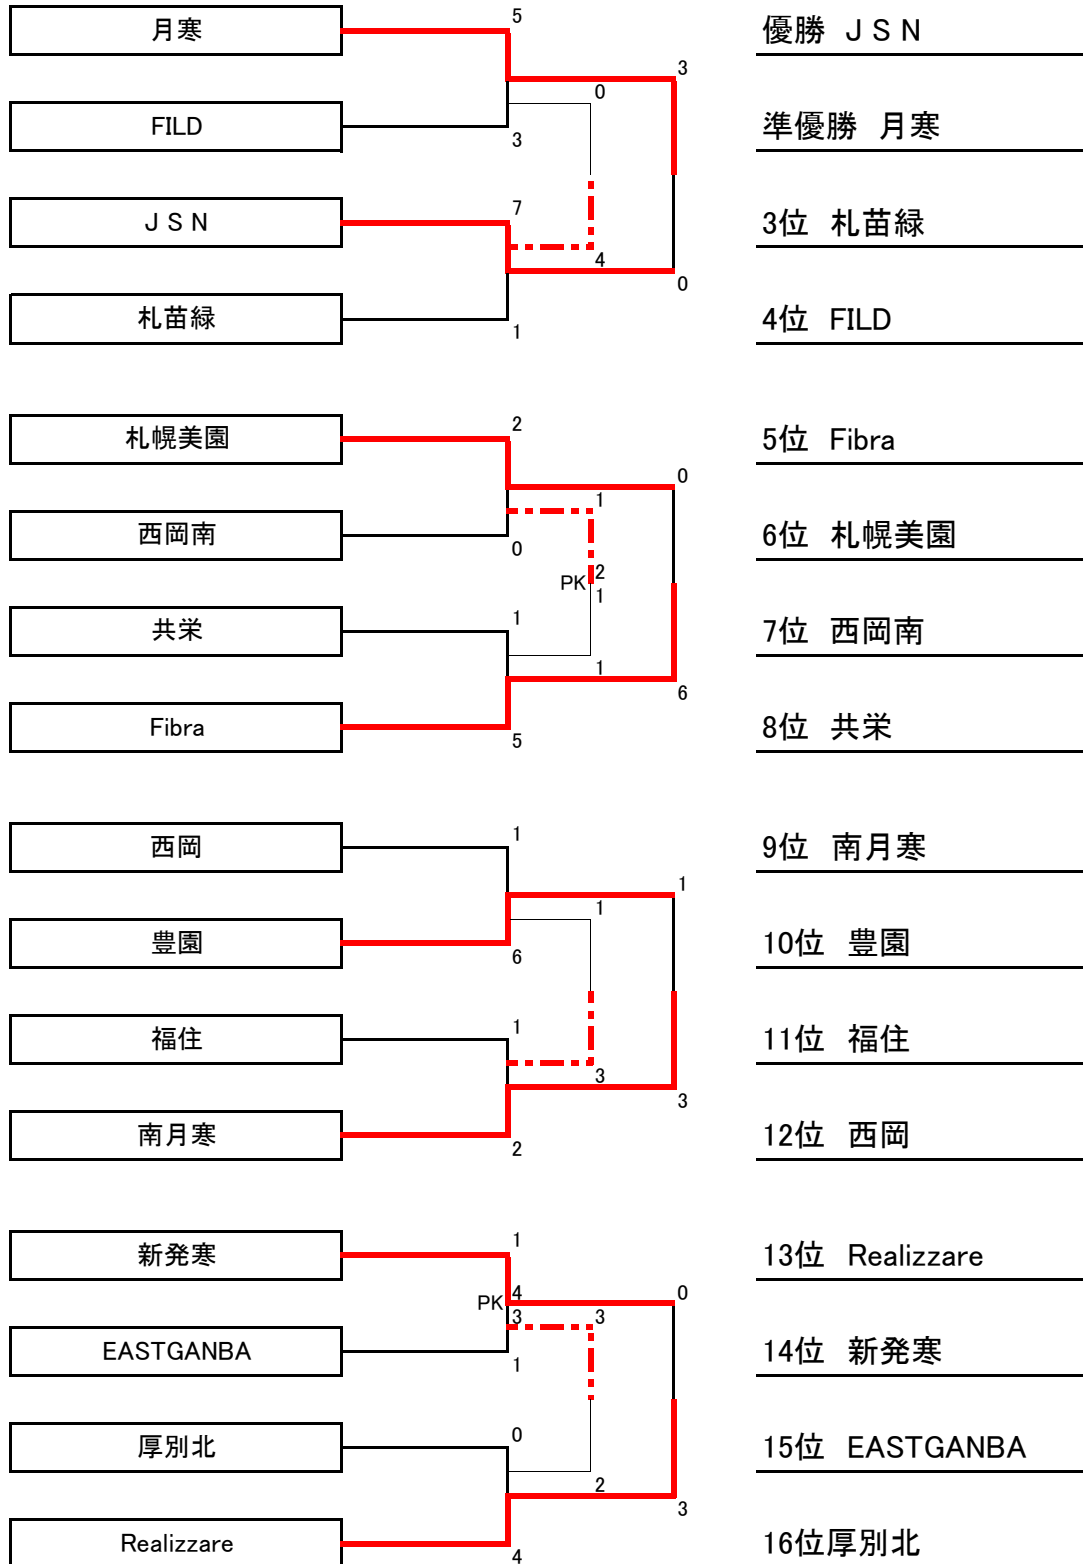 月寒
5
優勝 ＪＳＮ
3
0
FILD
3
準優勝 月寒
ＪＳＮ
7
3位 札苗緑
4
0
札苗緑
1
4位 FILD
札幌美園
2
5位 Fibra
0
1
西岡南
0
6位 札幌美園
PK
2
1
共栄
1
7位 西岡南
1
6
Fibra
5
8位 共栄
西岡
1
9位 南月寒
1
1
豊園
6
10位 豊園
福住
1
11位 福住
3
3
南月寒
2
12位 西岡
新発寒
1
13位 Realizzare
PK
4
3
3
0
EASTGANBA
1
14位 新発寒
厚別北
0
15位 EASTGANBA
2
3
Realizzare
4
16位厚別北